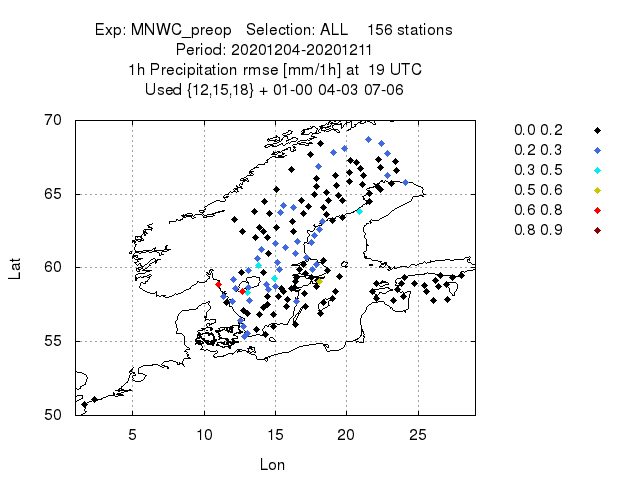 Exp: MNWC_preop   Selection: ALL    156 stations
Period: 20201204-20201211
1h Precipitation rmse [mm/1h] at  19 UTC
Used {12,15,18} + 01-00 04-03 07-06
70
65
60
55
50
Lat
5 10 15 20 25
Lon
0.0 0.2
0.2 0.3
0.3 0.5
0.5 0.6
0.6 0.8
0.8 0.9